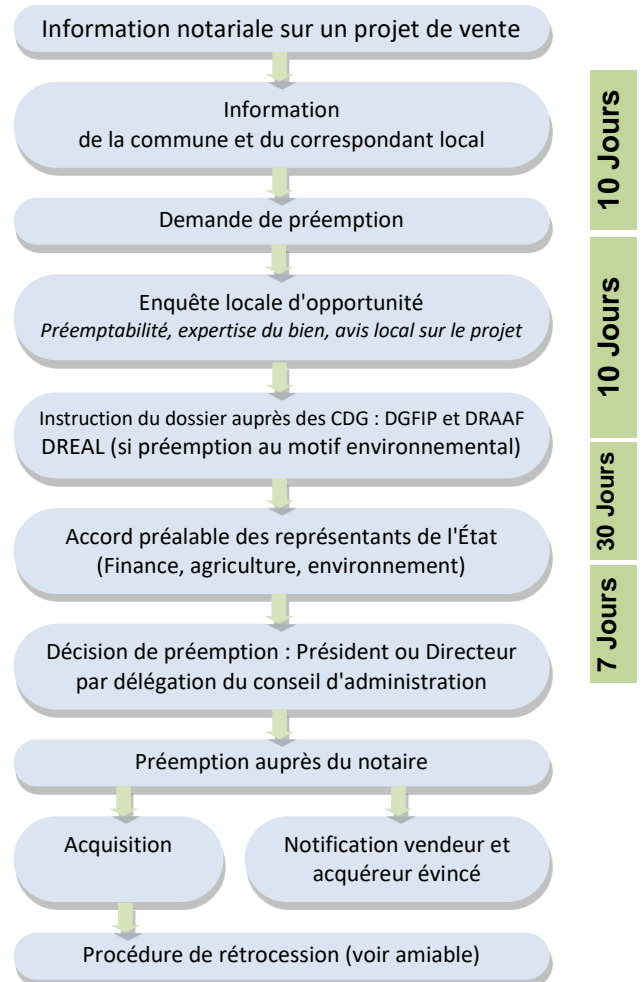 Information notariale sur un projet de vente
Information
de la commune et du correspondant local
Demande de préemption
10 Jours
Enquête locale d'opportunité
Préemptabilité, expertise du bien, avis local sur le projet
10 Jours
Instruction du dossier auprès des CDG : DGFIP et DRAAF
DREAL (si préemption au motif environnemental)
30 Jours
Accord préalable des représentants de l'État
(Finance, agriculture, environnement)
7 Jours
Décision de préemption : Président ou Directeur
par délégation du conseil d'administration
Préemption auprès du notaire
Acquisition
Notification vendeur et
acquéreur évincé
Procédure de rétrocession (voir amiable)